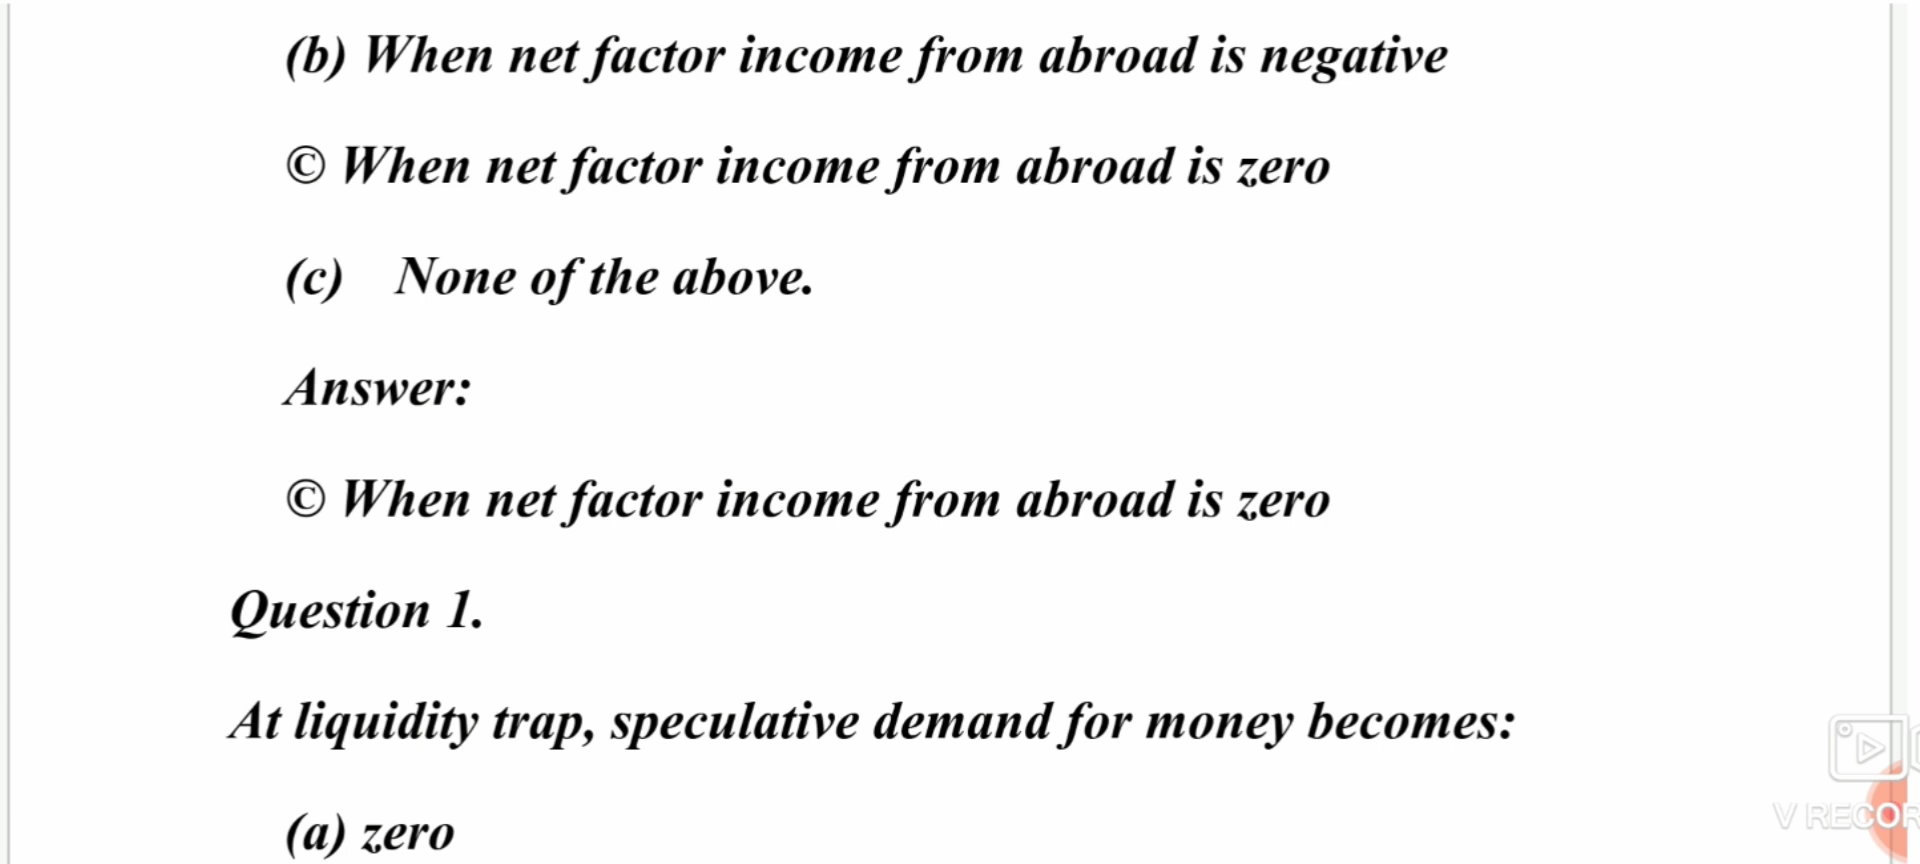 (b) When net factor income from abroad is negative
© When net factor income from abroad is zero
(c) None of the above.
Answer:
© When net factor income from abroad is zero
Question 1.
At liquidity trap, speculative demand for money becomes:
(a) zero
V RECOR